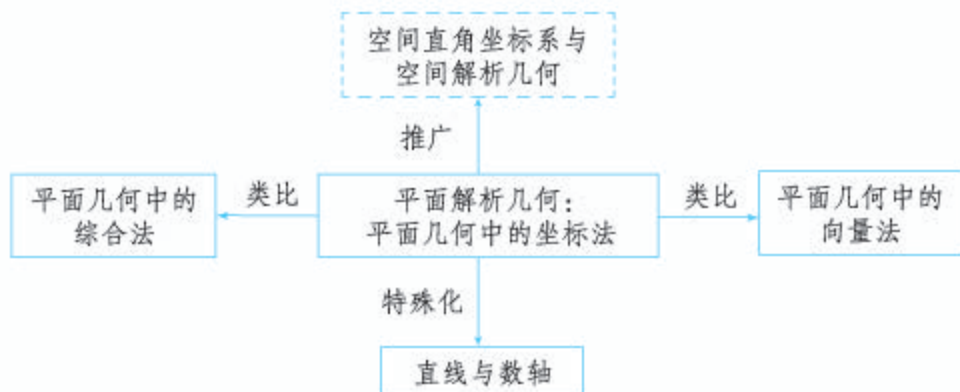 空间直角坐标系与
空间解析几何
推广
平面几何中的
综合法
类比
平面解析几何：
平面几何中的坐标法
类比
平面几何中的
向量法
特殊化
直线与数轴